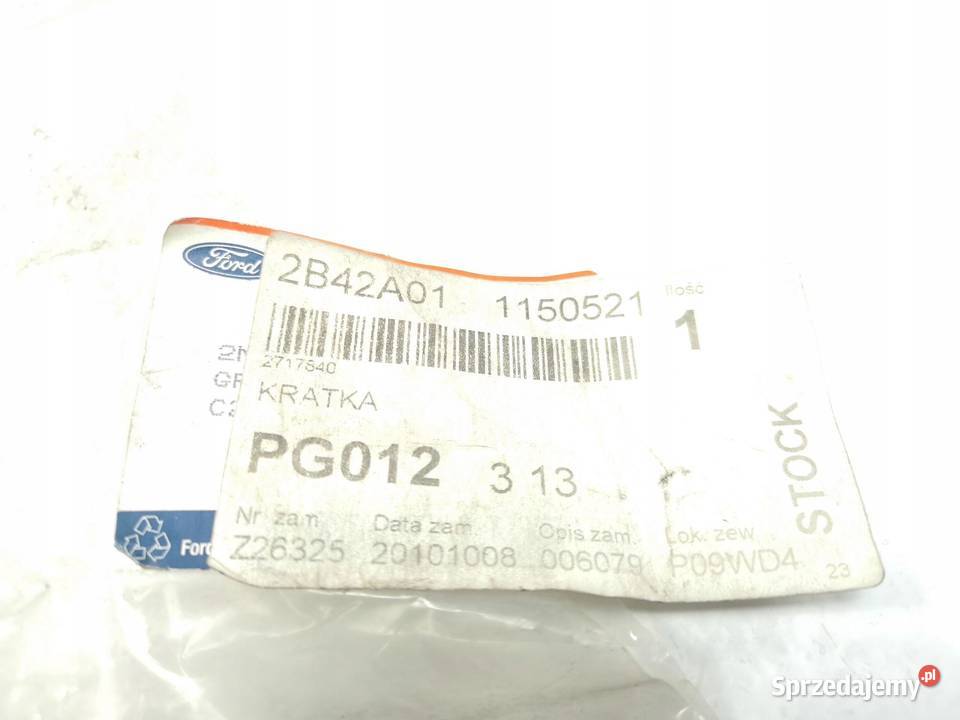 Ford
2B42A01 1150521
Ilość
1
2717840
KRATKA
PG012 3 13
STOCK
Nr zam Data zam. Opis zam. Lok. zew
Z26325 20101008 006079 P09WD4 23
Ford
Sprzedajemy.pl